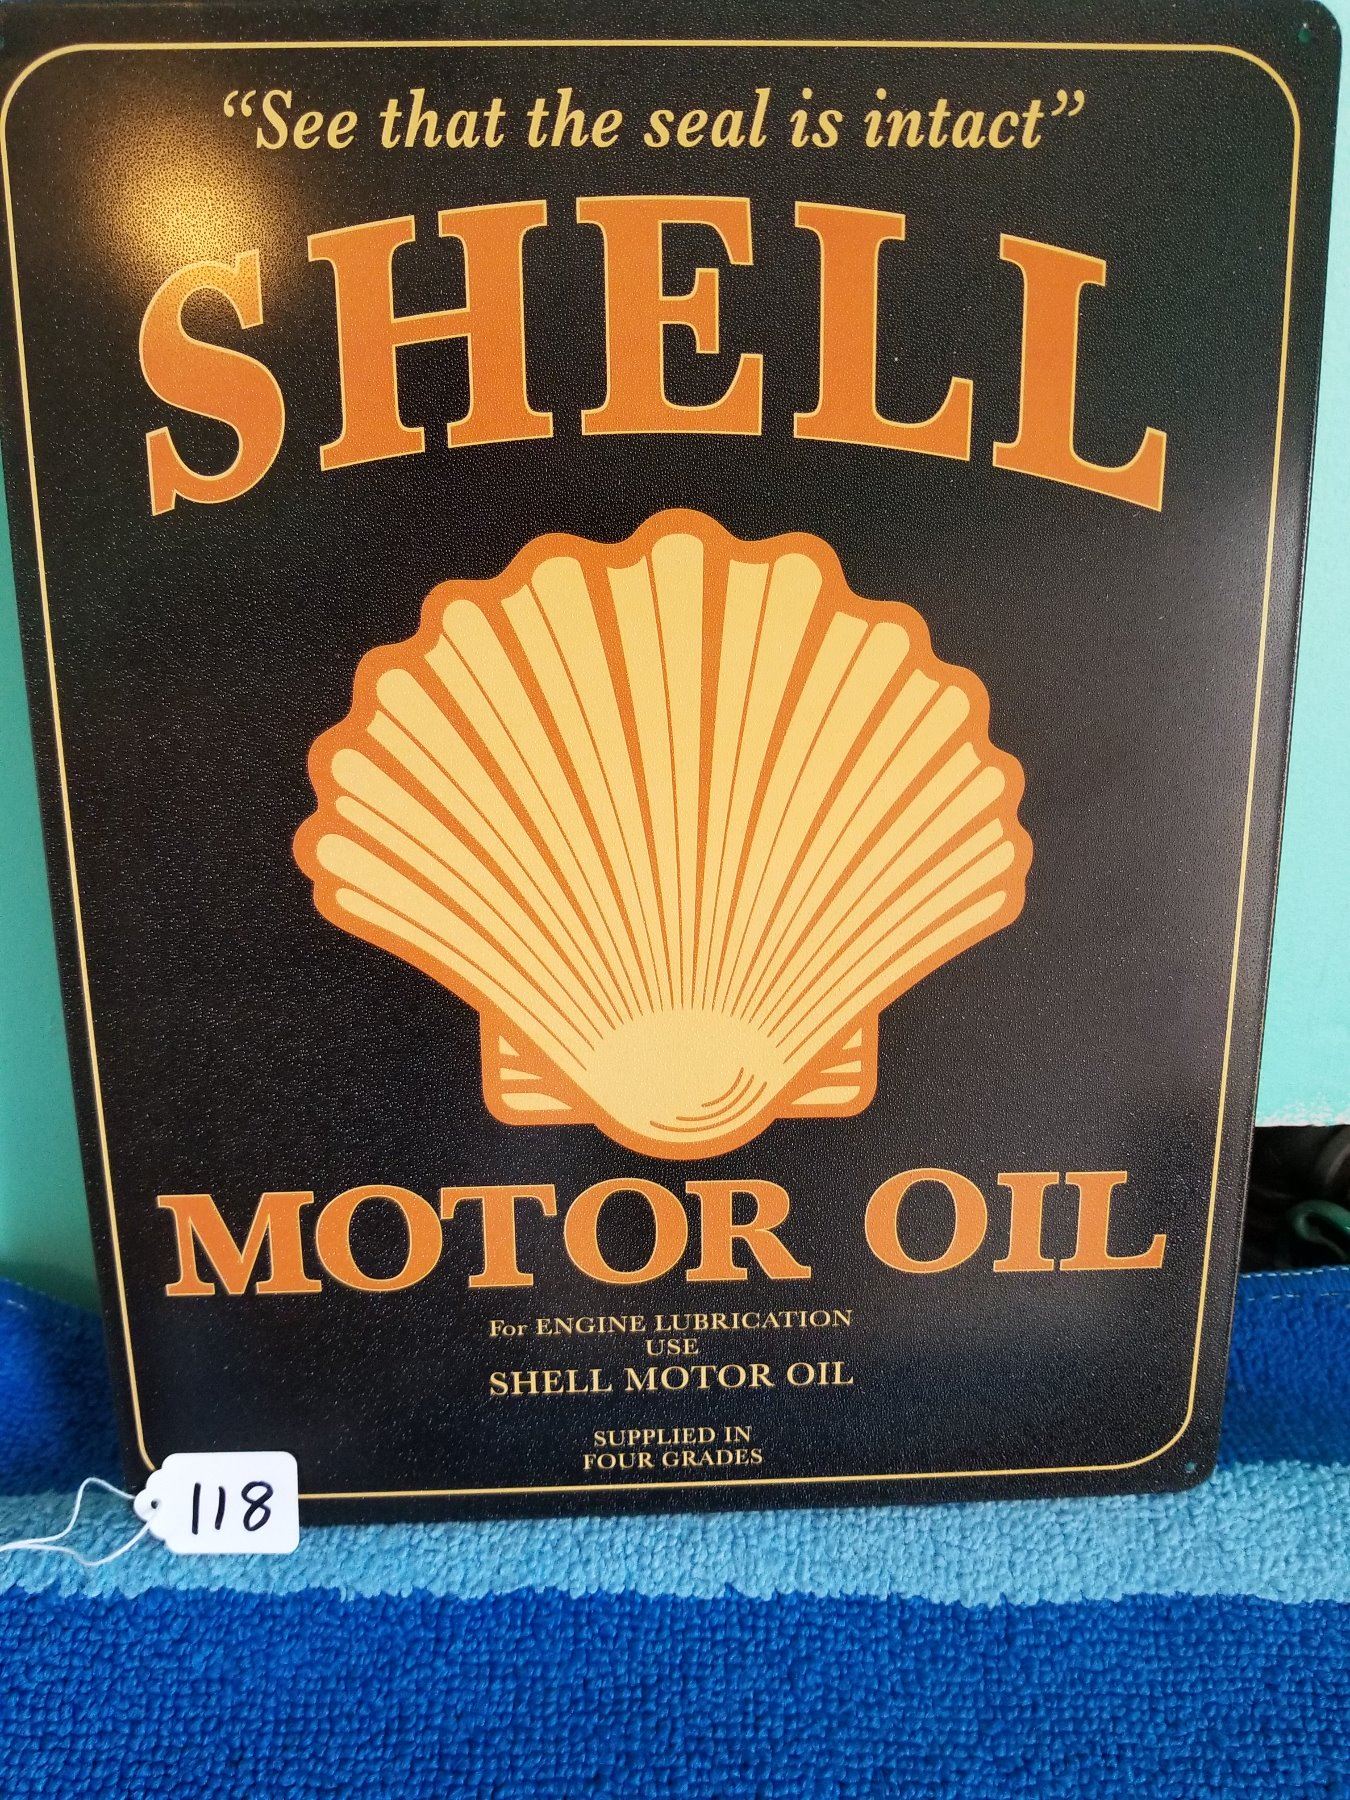 “See that the seal is intact”
SHELL
MOTOR OIL
For ENGINE LUBRICATION
USE
SHELL MOTOR OIL
SUPPLIED IN
FOUR GRADES
118